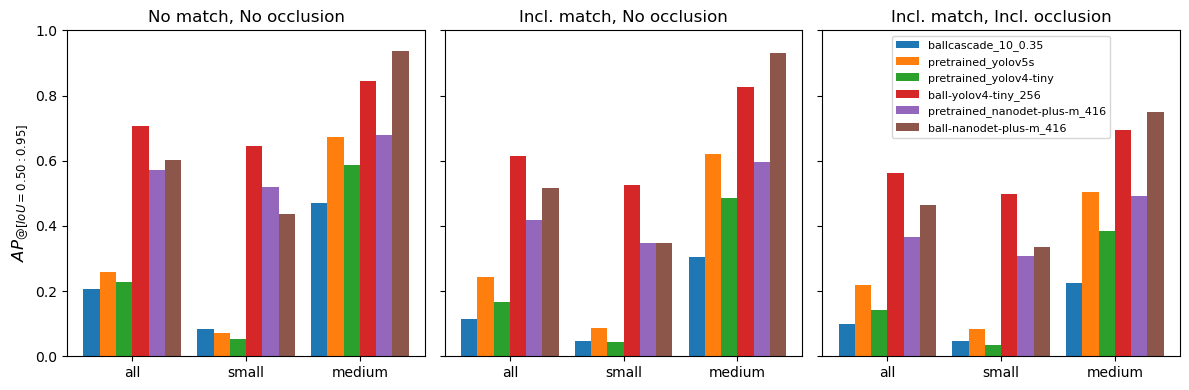 No match, No occlusion
Incl. match, No occlusion
Incl. match, Incl. occlusion
AP@[IoU=0.50:0.95]
1.0
0.8
0.6
0.4
0.2
0.0
ballcascade_10_0.35
pretrained_yolov5s
pretrained_yolov4-tiny
ball-yolov4-tiny_256
pretrained_nanodet-plus-m_416
ball-nanodet-plus-m_416
all small medium
all small medium
all small medium